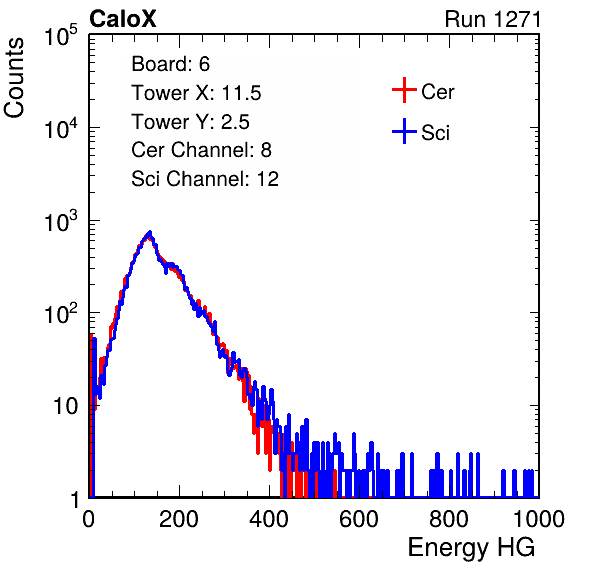 CaloX Run 1271
Counts
10^5
10^4
10^3
10^2
10
1
Board: 6
Tower X: 11.5
Tower Y: 2.5
Cer Channel: 8
Sci Channel: 12
Cer
Sci
0 200 400 600 800 1000
Energy HG